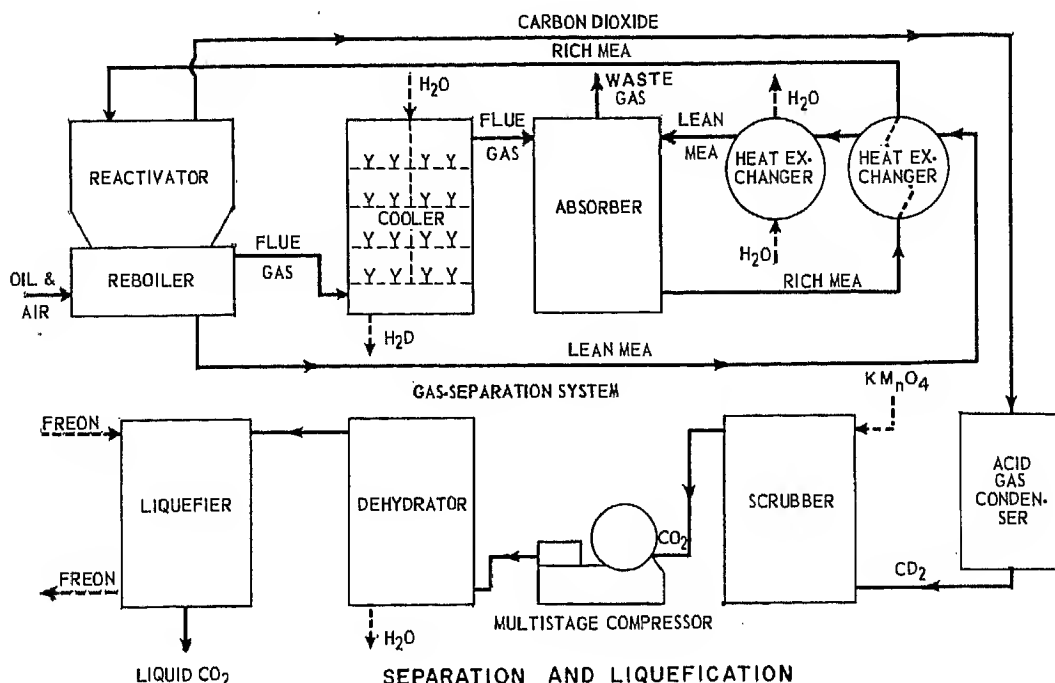 CARBON DIOXIDE
RICH MEA
H2O
WASTE
GAS
H2O
FLUE
GAS
LEAN
MEA
REACTIVATOR
COOLER
ABSORBER
HEAT EX-
CHANGER
HEAT EX-
CHANGER
OIL &
AIR
REBOILER
FLUE
GAS
H2O
RICH MEA
H2D
LEAN MEA
GAS-SEPARATION SYSTEM
KMnO4
FREON
LIQUEFIER
DEHYDRATOR
CO2
SCRUBBER
ACID
GAS
CONDEN-
SER
FREON
CD2
H2O
MULTISTAGE COMPRESSOR
LIQUID CO2
SEPARATION AND LIQUEFICATION